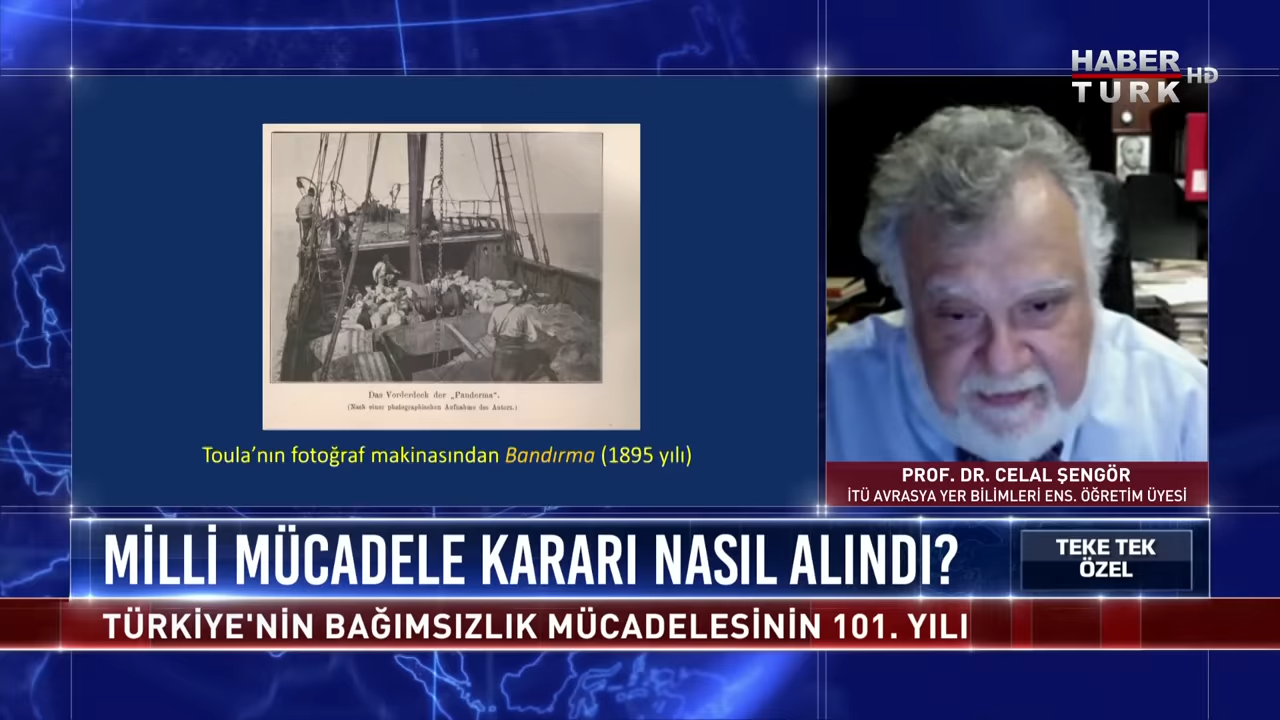 HABER
TURK HD
Das Vorderdeck der „Panderma“.
(Nach einer photographischen Aufnahme des Autors.)
Toula’nın fotoğraf makinasından Bandırma (1895 yılı)
PROF. DR. CELAL ŞENGÖR
İTÜ AVRASYA YER BİLİMLERİ ENS. ÖĞRETİM ÜYESİ
MİLLİ MÜCADELE KARARI NASIL ALINDI?
TEKE TEK
ÖZEL
TÜRKİYE'NİN BAĞIMSIZLIK MÜCADELESİNİN 101. YILI